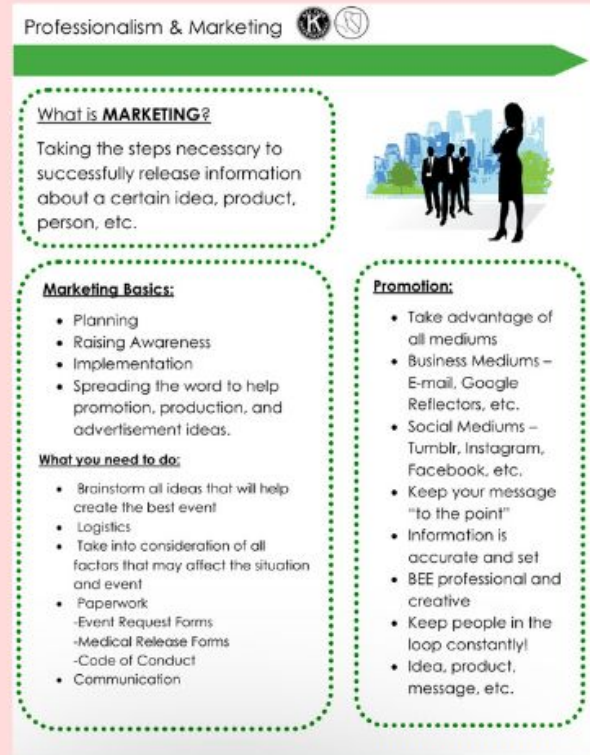 Professionalism & Marketing
What is MARKETING?
Taking the steps necessary to
successfully release information
about a certain idea, product,
person, etc.
Marketing Basics:
• Planning
• Raising Awareness
• Implementation
• Spreading the word to help
promotion, production, and
advertisement ideas.
What you need to do:
• Brainstorm all ideas that will help
create the best event
• Logistics
• Take into consideration of all
factors that may affect the situation
and event
• Paperwork
-Event Request Forms
-Medical Release Forms
-Code of Conduct
• Communication
Promotion:
• Take advantage of
all mediums
• Business Mediums –
E-mail, Google
Reflectors, etc.
• Social Mediums –
Tumblr, Instagram,
Facebook, etc.
• Keep your message
"to the point"
• Information is
accurate and set
• BEE professional and
creative
• Keep people in the
loop constantly!
• Idea, product,
message, etc.